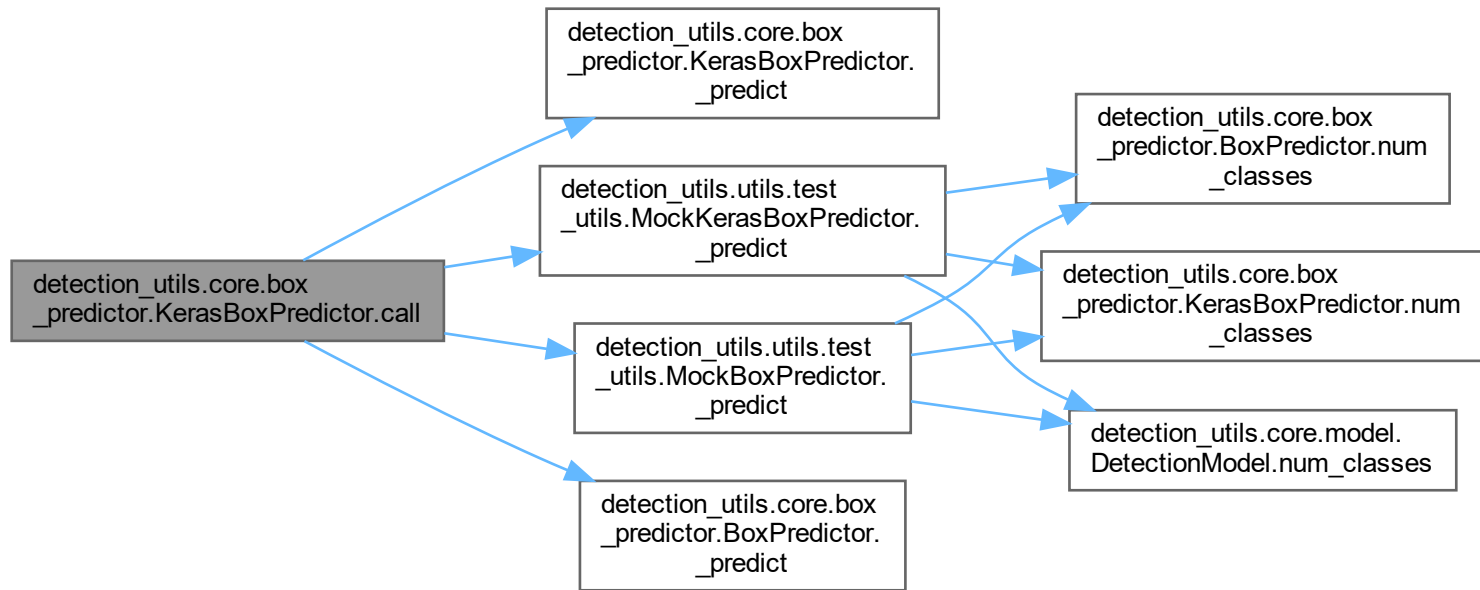 detection_utils.core.box
_predictor.KerasBoxPredictor.call
detection_utils.core.box
_predictor.KerasBoxPredictor.
_predict
detection_utils.utils.test
_utils.MockKerasBoxPredictor.
_predict
detection_utils.utils.test
_utils.MockBoxPredictor.
_predict
detection_utils.core.box
_predictor.BoxPredictor.
_predict
detection_utils.core.box
_predictor.BoxPredictor.num
_classes
detection_utils.core.box
_predictor.KerasBoxPredictor.num
_classes
detection_utils.core.model.
DetectionModel.num_classes